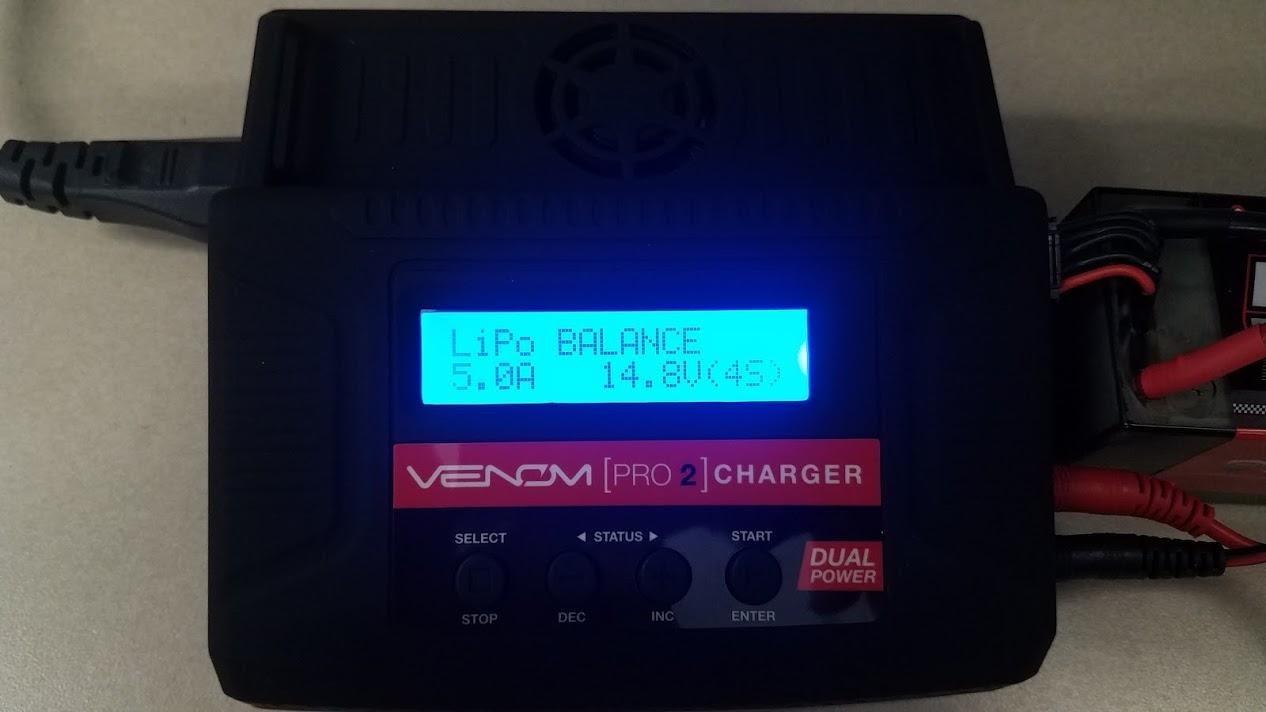 LiPo BALANCE
5.0A 14.8V(4S)
VENOM [PRO 2] CHARGER
SELECT ◀ STATUS ▶ START
DUAL
POWER
STOP DEC INC ENTER